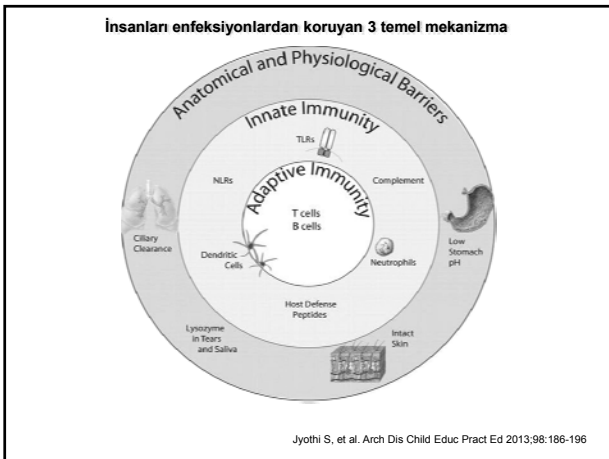 İnsanları enfeksiyonlardan koruyan 3 temel mekanizma
Anatomical and Physiological Barriers
Innate Immunity
TLRs
NLRs
Complement
Adaptive Immunity
T cells
B cells
Ciliary
Clearance
Low
Stomach
pH
Dendritic
Cells
Neutrophils
Host Defense
Peptides
Lysozyme
in Tears
and Saliva
Intact
Skin
Jyothi S, et al. Arch Dis Child Educ Pract Ed 2013;98:186-196